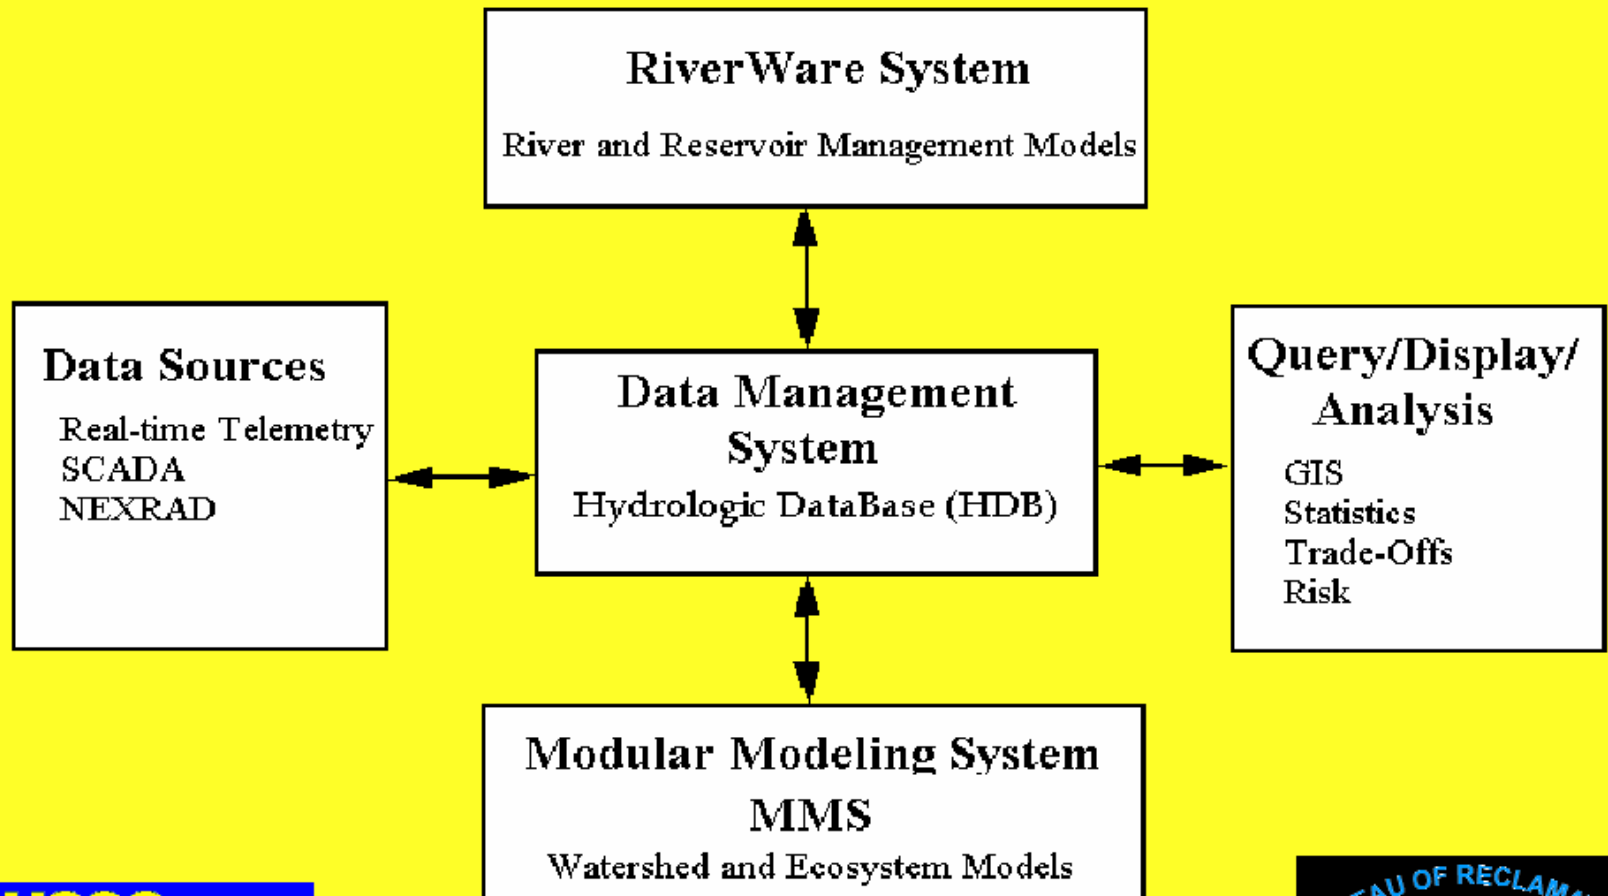 RiverWare System
River and Reservoir Management Models
Data Sources
Real-time Telemetry
SCADA
NEXRAD
Data Management
System
Hydrologic DataBase (HDB)
Query/Display/
Analysis
GIS
Statistics
Trade-Offs
Risk
Modular Modeling System
MMS
Watershed and Ecosystem Models
OF